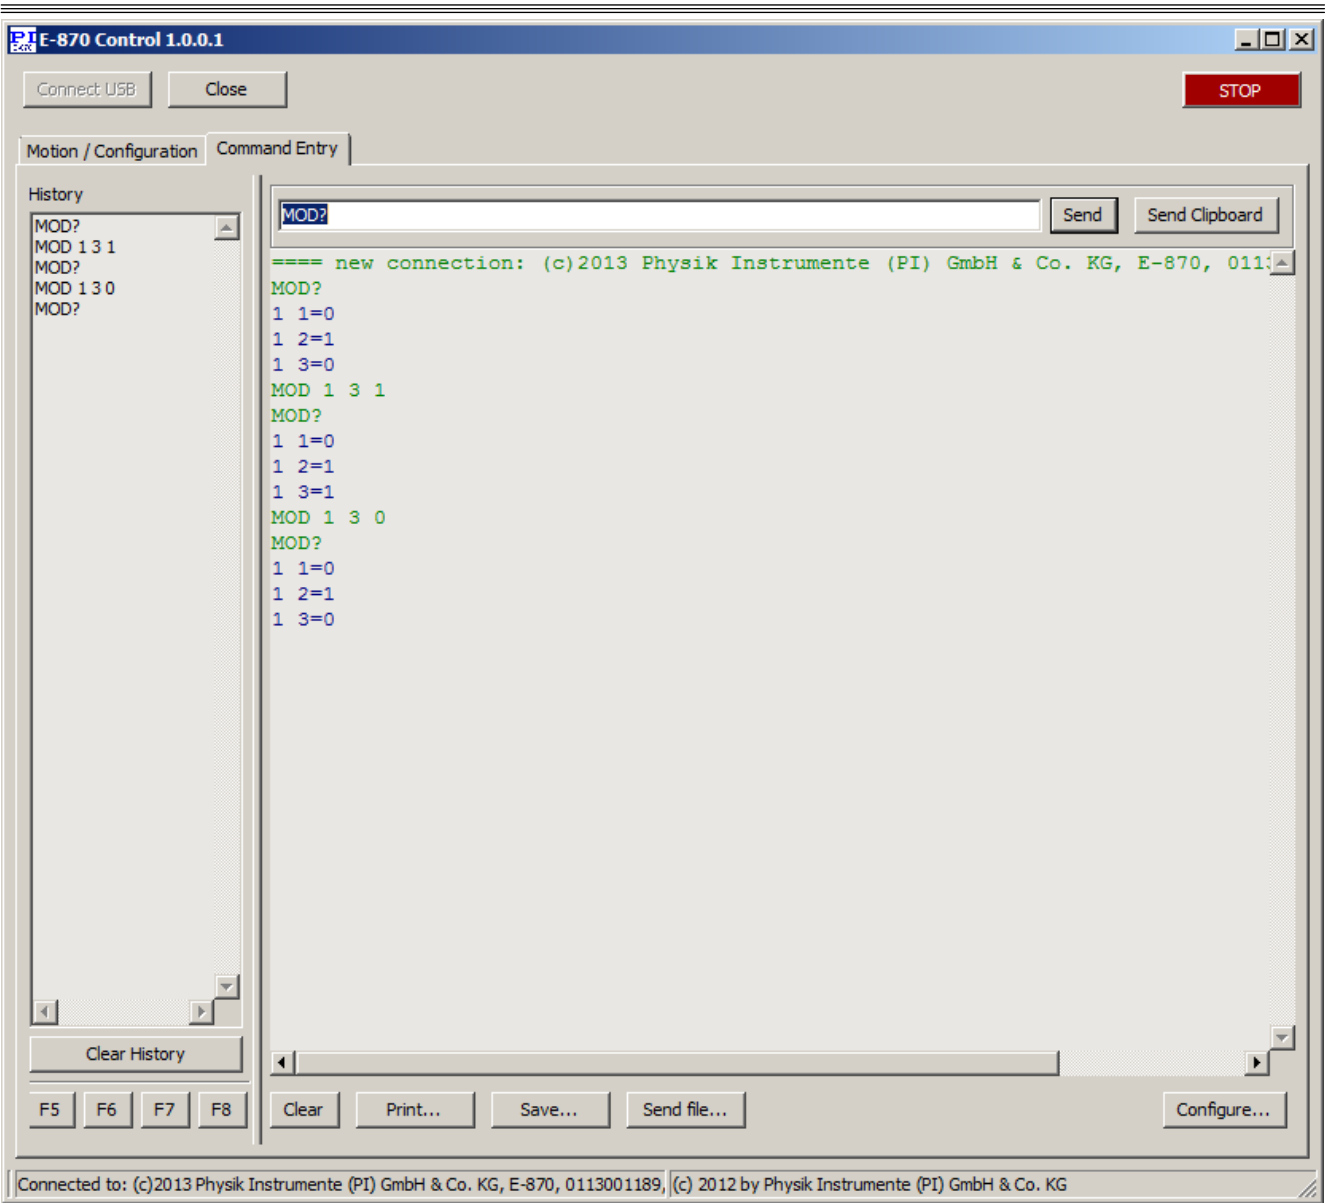 PI E-870 Control 1.0.0.1
Connect USB Close STOP
Motion / Configuration Command Entry
History
MOD?
MOD 1 3 1
MOD?
MOD 1 3 0
MOD?
Clear History
F5 F6 F7 F8
MOD? Send Send Clipboard
==== new connection: (c)2013 Physik Instrumente (PI) GmbH & Co. KG, E-870, 011
MOD?
1 1=0
1 2=1
1 3=0
MOD 1 3 1
MOD?
1 1=0
1 2=1
1 3=1
MOD 1 3 0
MOD?
1 1=0
1 2=1
1 3=0
Clear Print... Save... Send file... Configure...
Connected to: (c)2013 Physik Instrumente (PI) GmbH & Co. KG, E-870, 0113001189, (c) 2012 by Physik Instrumente (PI) GmbH & Co. KG